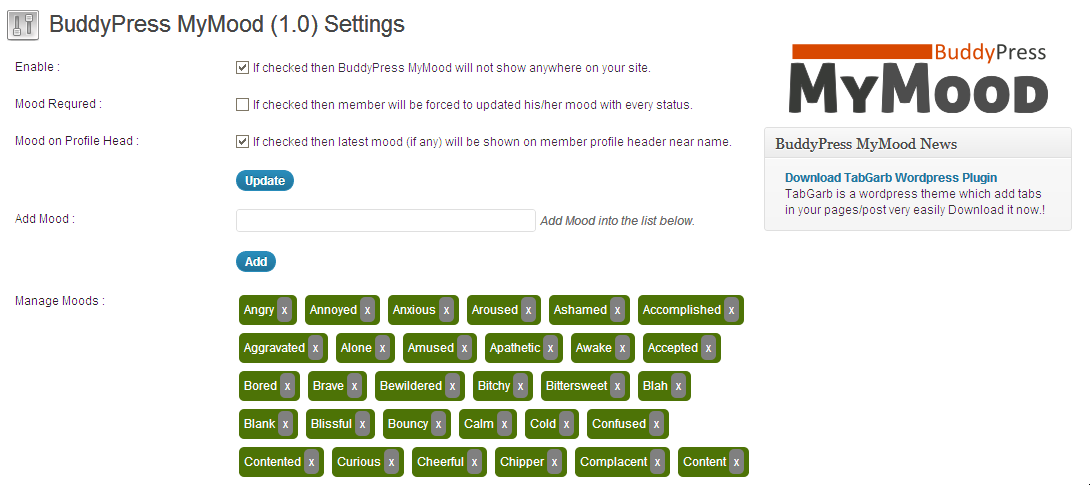 BuddyPress MyMood (1.0) Settings
Enable :
If checked then BuddyPress MyMood will not show anywhere on your site.
Mood Requred :
If checked then member will be forced to updated his/her mood with every status.
Mood on Profile Head :
If checked then latest mood (if any) will be shown on member profile header near name.
Update
Add Mood :
Add Mood into the list below.
Add
Manage Moods :
Angry x Annoyed x Anxious x Aroused x Ashamed x Accomplished x
Aggravated x Alone x Amused x Apathetic x Awake x Accepted x
Bored x Brave x Bewildered x Bitchy x Bittersweet x Blah x
Blank x Blissful x Bouncy x Calm x Cold x Confused x
Contented x Curious x Cheerful x Chipper x Complacent x Content x
BuddyPress
MyMood
BuddyPress MyMood News
Download TabGarb Wordpress Plugin
TabGarb is a wordpress theme which add tabs
in your pages/post very easily Download it now.!